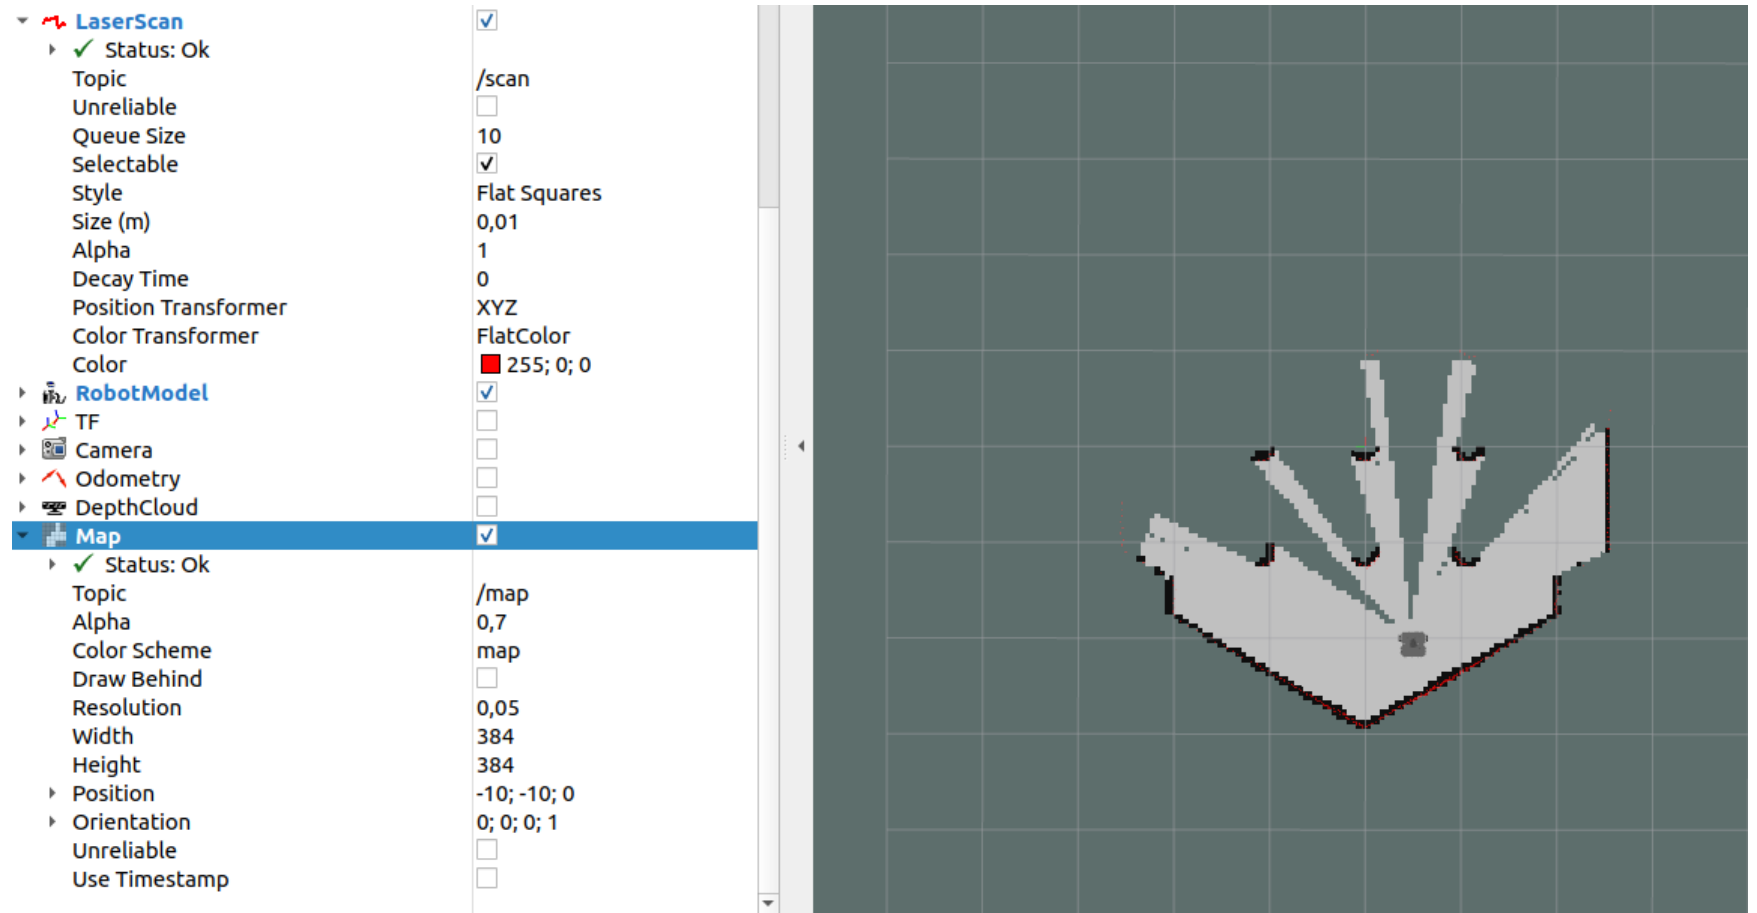 LaserScan
Status: Ok
Topic /scan
Unreliable
Queue Size 10
Selectable
Style Flat Squares
Size (m) 0,01
Alpha 1
Decay Time 0
Position Transformer XYZ
Color Transformer FlatColor
Color 255; 0; 0
RobotModel
TF
Camera
Odometry
DepthCloud
Map
Status: Ok
Topic /map
Alpha 0,7
Color Scheme map
Draw Behind
Resolution 0,05
Width 384
Height 384
Position -10; -10; 0
Orientation 0; 0; 0; 1
Unreliable
Use Timestamp